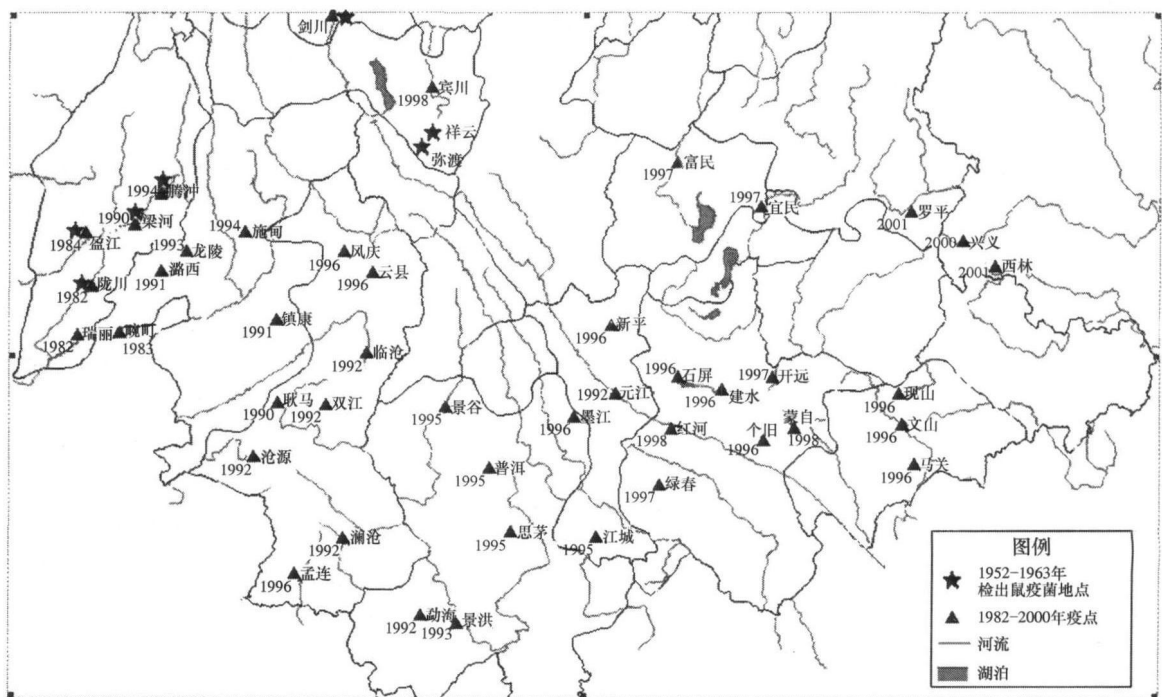 剑川
宾川
1998
祥云
弥渡
富民
1997
1997
宜民
罗平
2001
2000
兴义
2001
西林
1994
腾冲
1990
梁河
1984
盈江
1993
龙陵
1994
施甸
凤庆
1996
云县
1996
潞西
1991
陇川
1982
瑞丽
1982
畹町
1983
镇康
1991
临沧
1992
新平
1996
耿马
1990
双江
1992
景谷
1995
1992
元江
墨江
1996
1996
石屏
建水
1996
1997
开远
红河
1998
个旧
1996
蒙自
1998
砚山
1996
文山
1996
马关
1996
沧源
1992
普洱
1995
绿春
1997
澜沧
1992
思茅
1995
江城
1995
孟连
1996
勐海
1992
景洪
1993
图例
1952-1963年
检出鼠疫菌地点
1982-2000年疫点
河流
湖泊